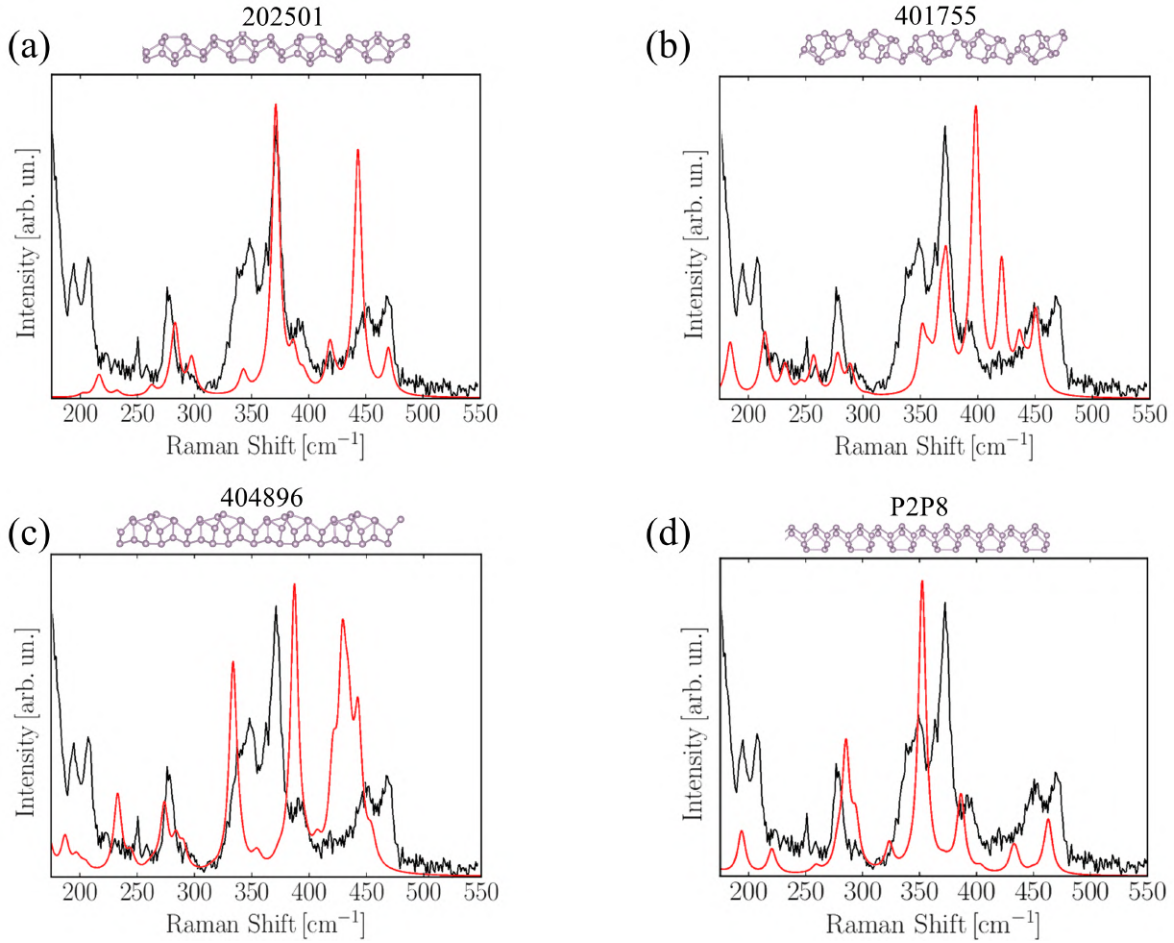 202501
(a)
Intensity [arb. un.]
200 250 300 350 400 450 500 550
Raman Shift [cm⁻¹]
401755
(b)
Intensity [arb. un.]
200 250 300 350 400 450 500 550
Raman Shift [cm⁻¹]
404896
(c)
Intensity [arb. un.]
200 250 300 350 400 450 500 550
Raman Shift [cm⁻¹]
P2P8
(d)
Intensity [arb. un.]
200 250 300 350 400 450 500 550
Raman Shift [cm⁻¹]